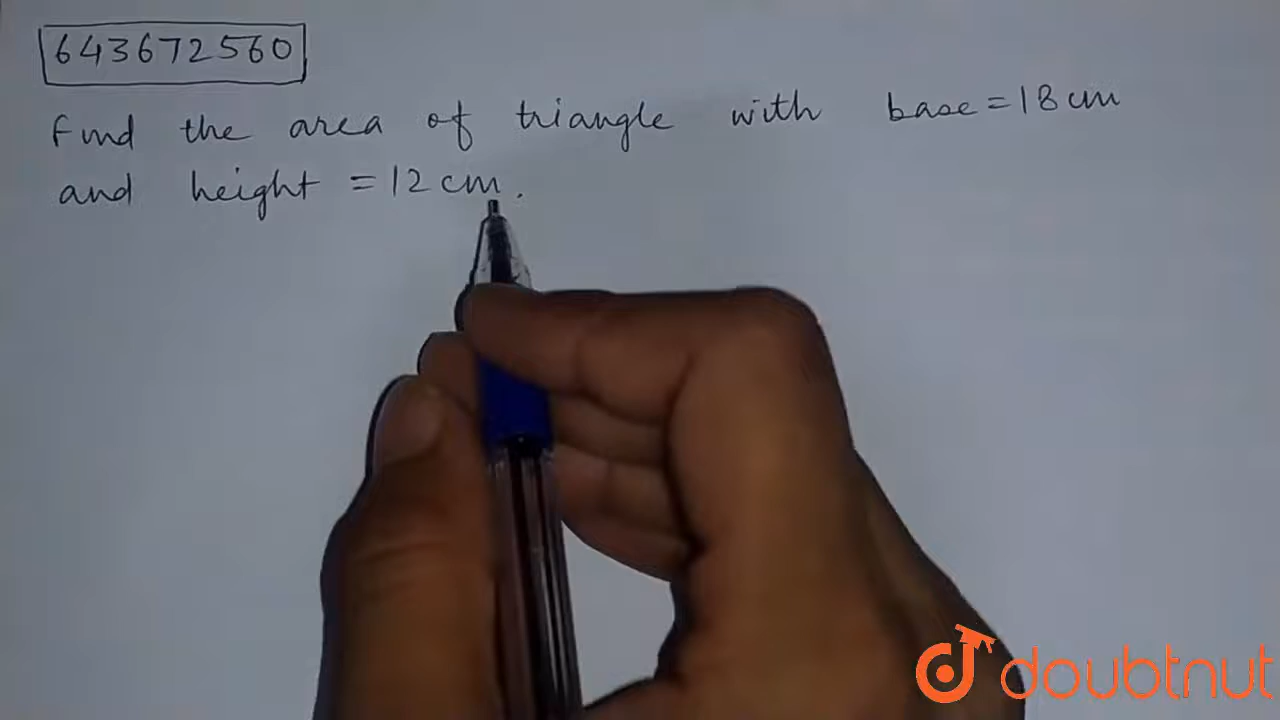 643672560
Find the area of triangle with base = 18 cm
and height = 12 cm.
doubtnut